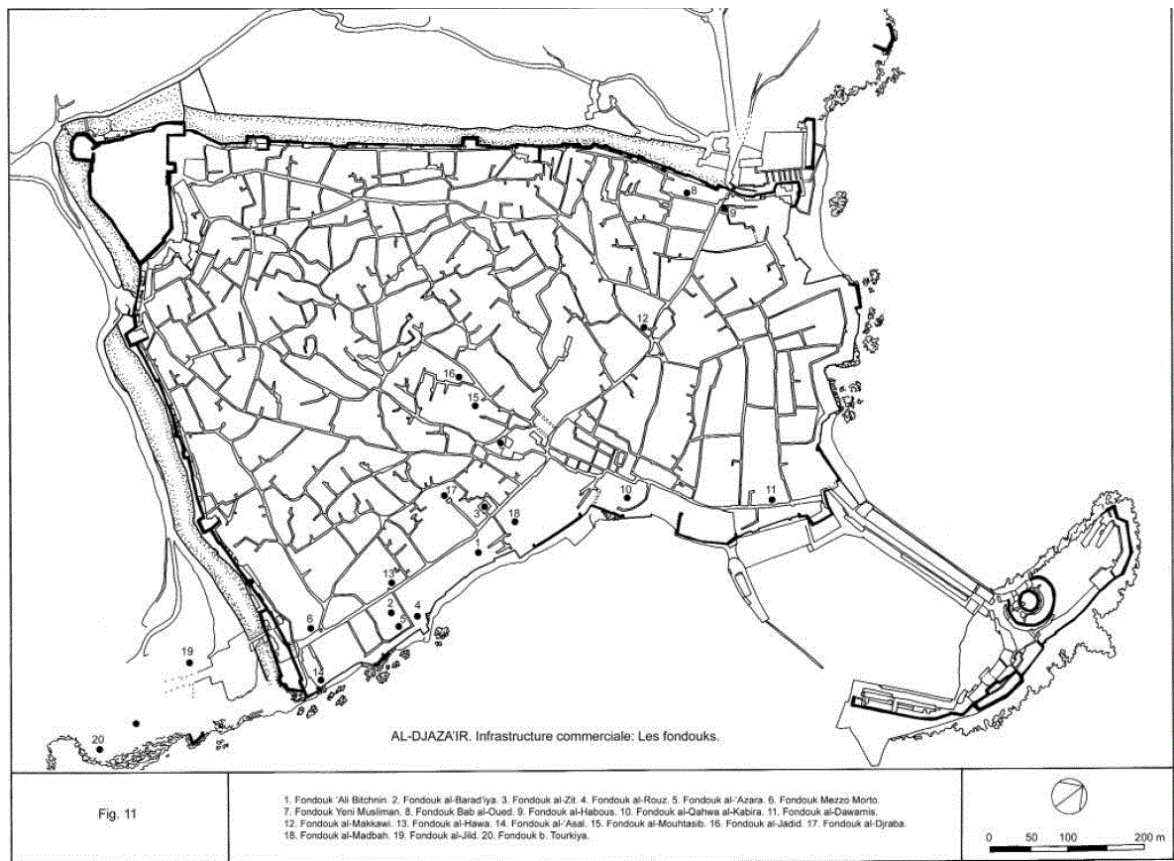 8
9
12
16
15
17
3
18
10
11
1
13
2
4
5
6
19
14
20
AL-DJAZA'IR. Infrastructure commerciale: Les fondouks.
Fig. 11
1. Fondouk 'Ali Bitchnin. 2. Fondouk al-Barad'iya. 3. Fondouk al-Zit. 4. Fondouk al-Rouz. 5. Fondouk al-'Azara. 6. Fondouk Mezzo Morto.
7. Fondouk Yeni Musliman. 8. Fondouk Bab al-Oued. 9. Fondouk al-Habous. 10. Fondouk al-Qahwa al-Kabira. 11. Fondouk al-Dawamis.
12. Fondouk al-Makkawi. 13. Fondouk al-Hawa. 14. Fondouk al-'Asal. 15. Fondouk al-Mouhtasib. 16. Fondouk al-Jadid. 17. Fondouk al-Djraba.
18. Fondouk al-Madbah. 19. Fondouk al-Jild. 20. Fondouk b. Tourkiya.
0 50 100 200 m